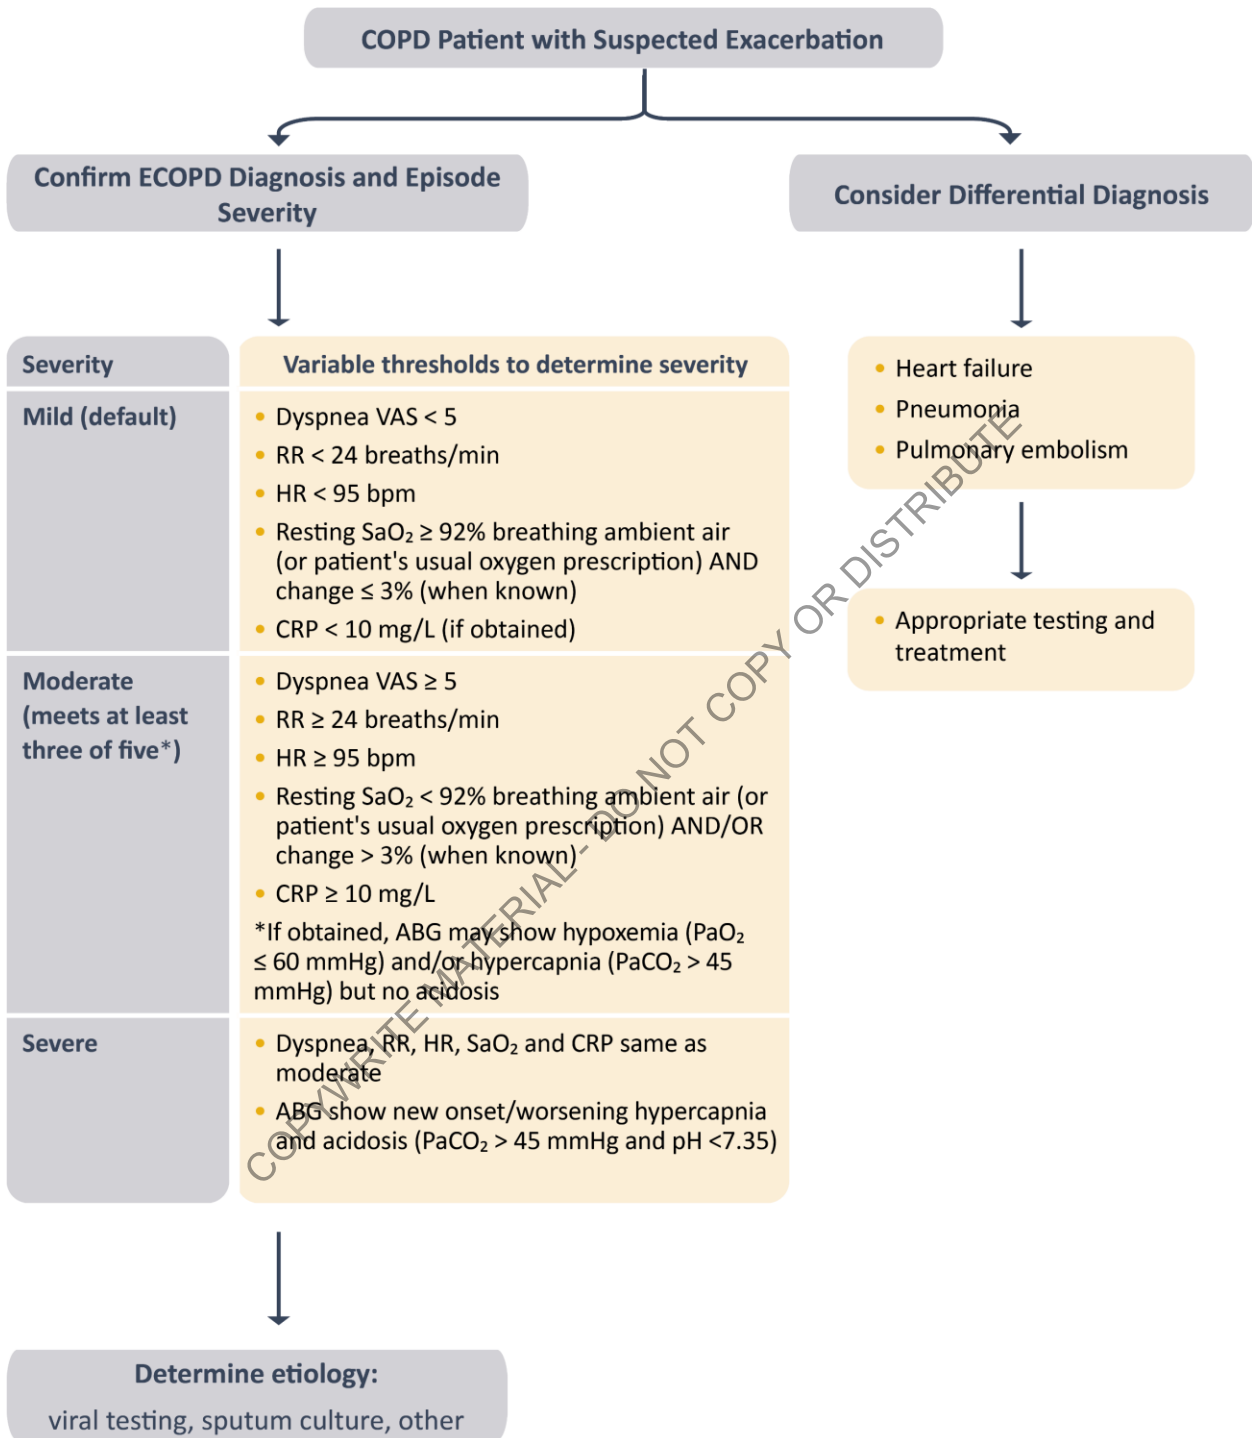 COPD Patient with Suspected Exacerbation
Confirm ECOPD Diagnosis and Episode
Severity
Consider Differential Diagnosis
Severity
Variable thresholds to determine severity
Mild (default)
• Dyspnea VAS < 5
• RR < 24 breaths/min
• HR < 95 bpm
• Resting SaO₂ ≥ 92% breathing ambient air
(or patient's usual oxygen prescription) AND
change ≤ 3% (when known)
• CRP < 10 mg/L (if obtained)
Moderate
(meets at least
three of five*)
• Dyspnea VAS ≥ 5
• RR ≥ 24 breaths/min
• HR ≥ 95 bpm
• Resting SaO₂ < 92% breathing ambient air (or
patient's usual oxygen prescription) AND/OR
change > 3% (when known)
• CRP ≥ 10 mg/L
*If obtained, ABG may show hypoxemia (PaO₂
≤ 60 mmHg) and/or hypercapnia (PaCO₂ > 45
mmHg) but no acidosis
Severe
• Dyspnea, RR, HR, SaO₂ and CRP same as
moderate
• ABG show new onset/worsening hypercapnia
and acidosis (PaCO₂ > 45 mmHg and pH <7.35)
• Heart failure
• Pneumonia
• Pulmonary embolism
• Appropriate testing and
treatment
Determine etiology:
viral testing, sputum culture, other
COPYWRITE MATERIAL - DO NOT COPY OR DISTRIBUTE